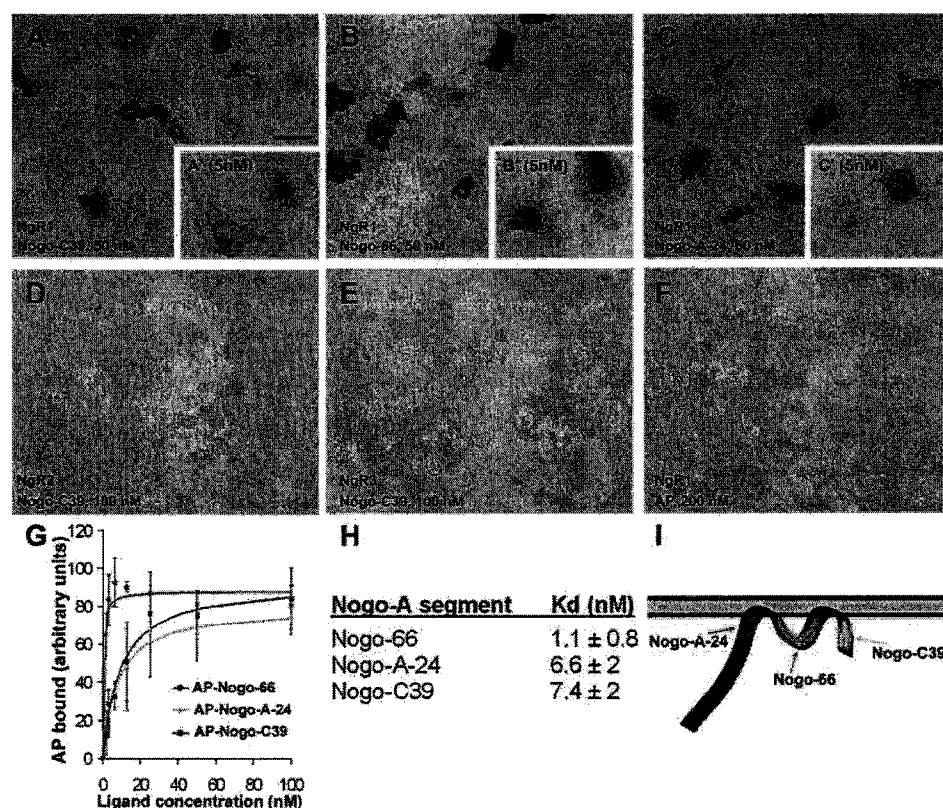 A
B
C
A' (5nM)
B' (5nM)
C' (5nM)
NgR1
Nogo-C39, 50 nM
NgR1
Nogo-66, 50 nM
NgR1
Nogo-A-24, 50 nM
D
E
F
NgR2
Nogo-C39, 100 nM
NgR3
Nogo-C39, 100 nM
NgR1
AP, 200 nM
G
H
I
AP bound (arbitrary units)
120
100
80
60
40
20
0
AP-Nogo-66
AP-Nogo-A-24
AP-Nogo-C39
0 20 40 60 80 100
Ligand concentration (nM)
Nogo-A segment Kd (nM)
Nogo-66 1.1 ± 0.8
Nogo-A-24 6.6 ± 2
Nogo-C39 7.4 ± 2
Nogo-A-24
Nogo-66
Nogo-C39